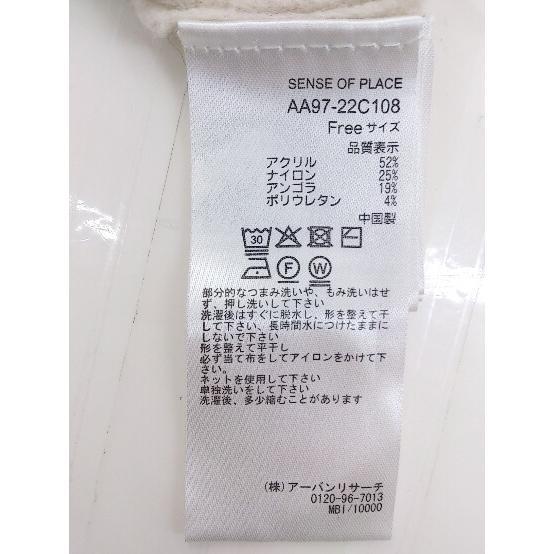 SENSE OF PLACE
AA97-22C108
Free サイズ
品質表示
アクリル 52%
ナイロン 25%
アンゴラ 19%
ポリウレタン 4%
中国製
30
F W
部分的なつまみ洗いや、もみ洗いはせ
ず、押し洗いして下さい
洗濯後はすぐに脱水し、形を整えて干
して下さい、長時間水につけたままに
しないで下さい
形を整えて平干し
必ず当て布をしてアイロンをかけて下
さい。
ネットを使用して下さい
単独洗いをして下さい
洗濯後、多少縮むことがあります
(株) アーバンリサーチ
0120-96-7013
MBI/10000